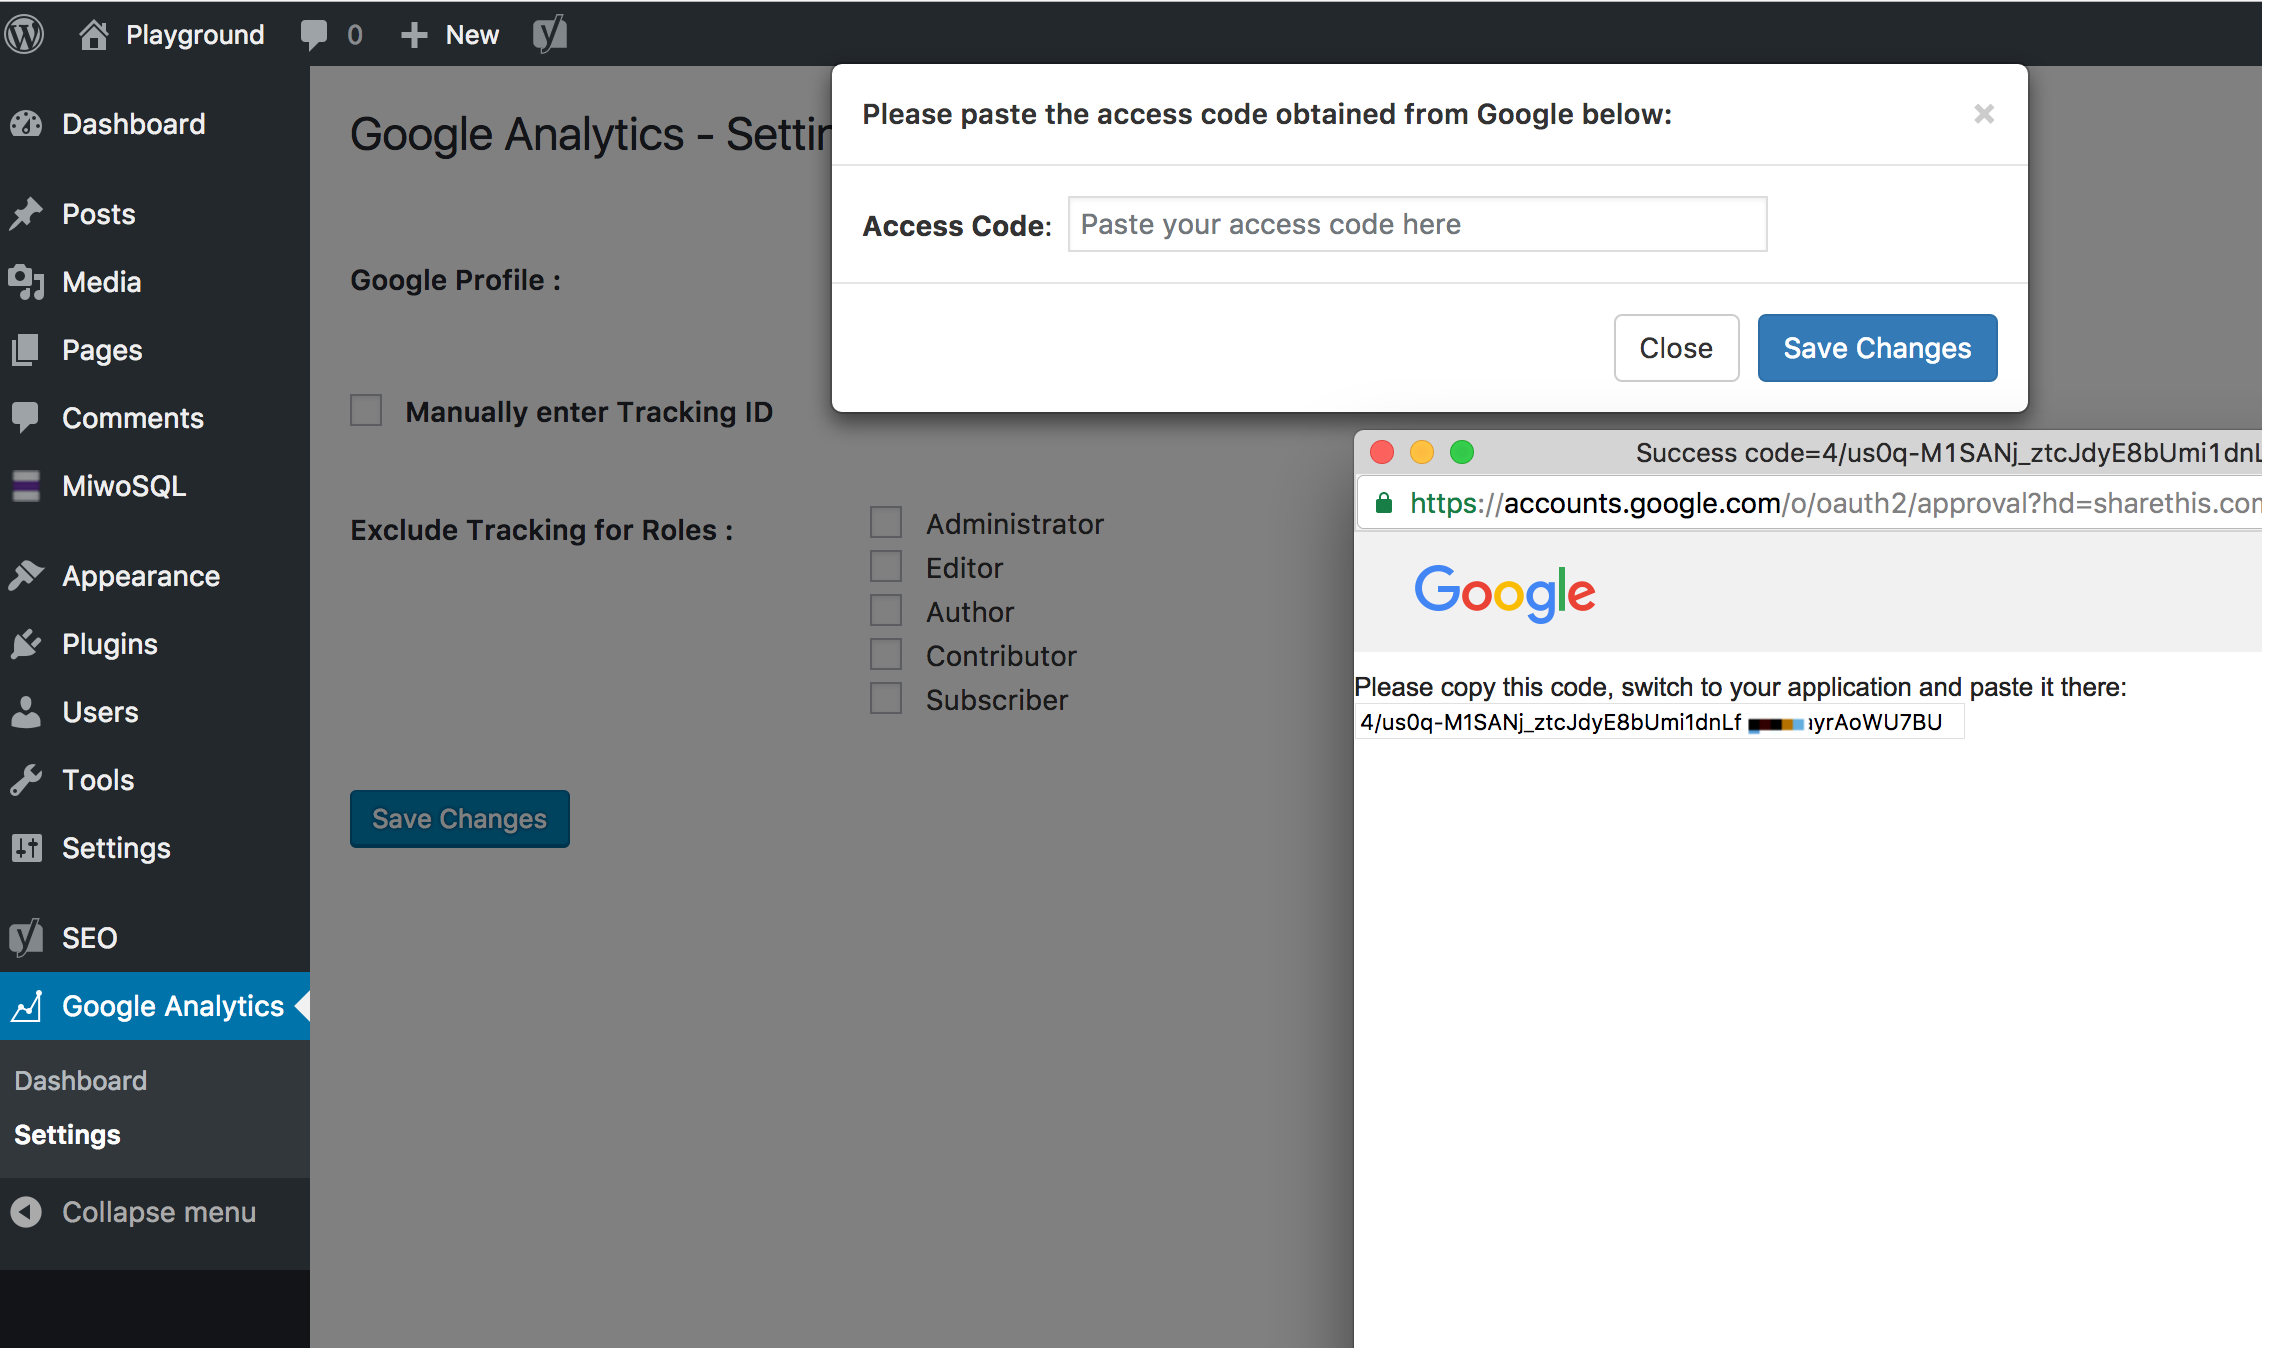 Playground 0 + New
Dashboard
Posts
Media
Pages
Comments
MiwoSQL
Appearance
Plugins
Users
Tools
Settings
SEO
Google Analytics
Dashboard
Settings
Collapse menu
Google Analytics - Settin
Google Profile :
Manually enter Tracking ID
Exclude Tracking for Roles :
Administrator
Editor
Author
Contributor
Subscriber
Save Changes
Please paste the access code obtained from Google below:
×
Access Code:
Paste your access code here
Close
Save Changes
Success code=4/us0q-M1SANj_ztcJdyE8bUmi1dnL
https://accounts.google.com/o/oauth2/approval?hd=sharethis.com
Google
Please copy this code, switch to your application and paste it there:
4/us0q-M1SANj_ztcJdyE8bUmi1dnLf ayrAoWU7BU